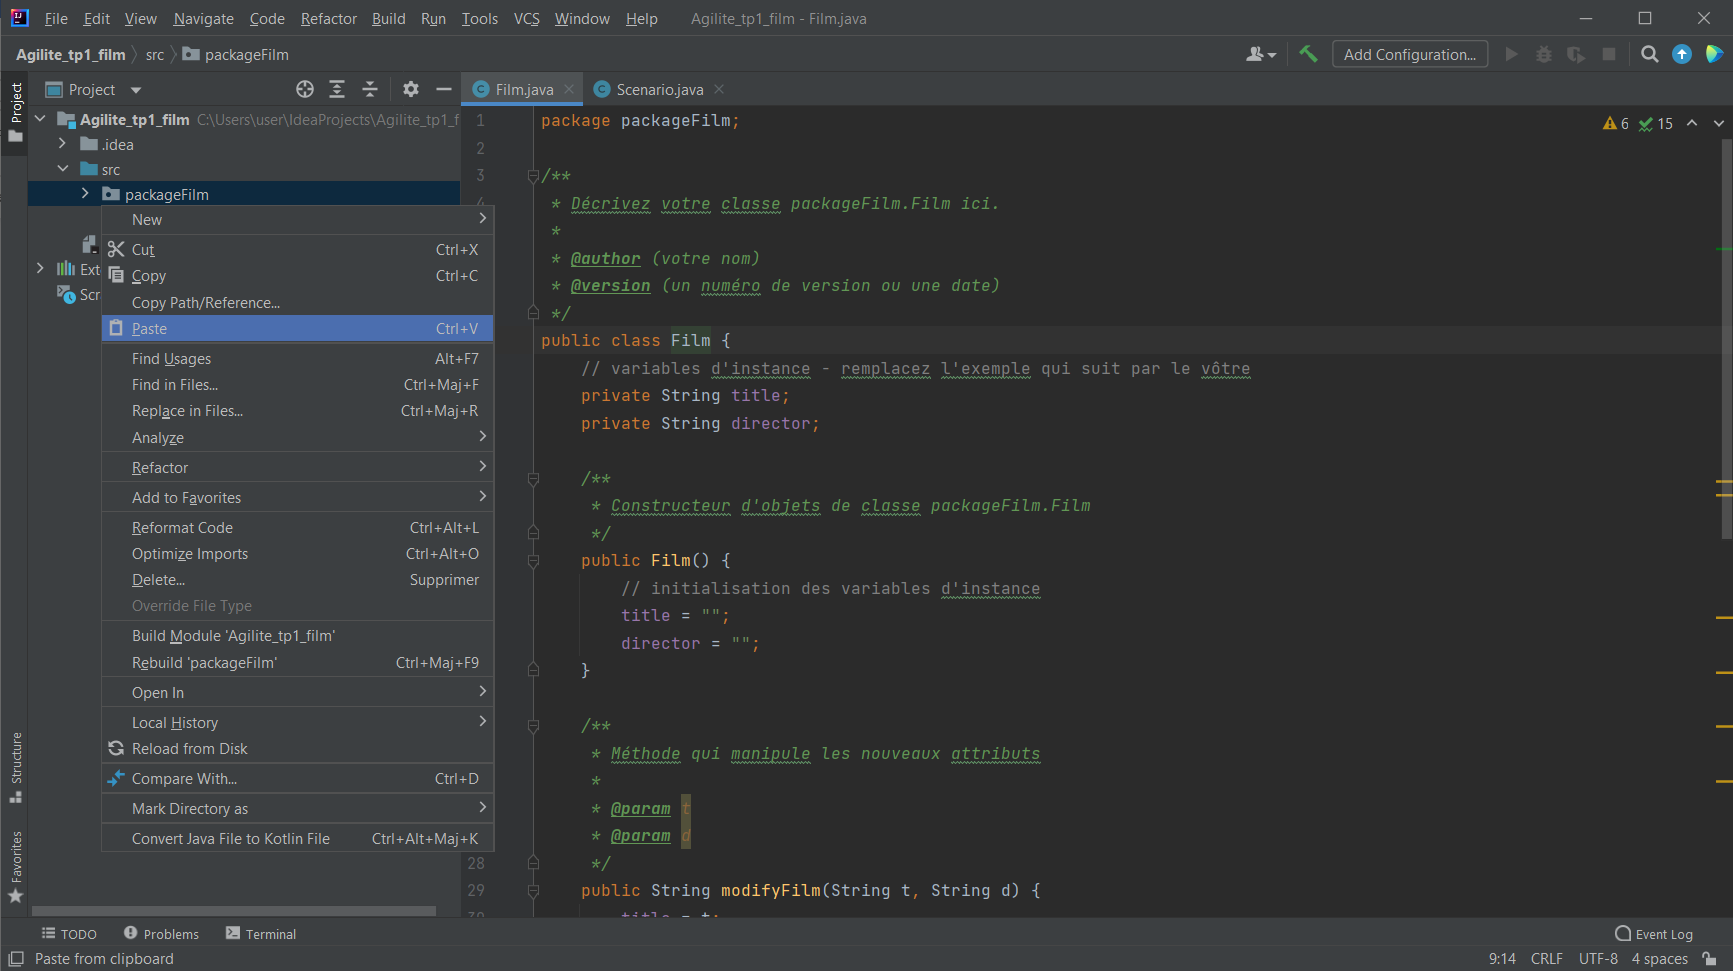 File Edit View Navigate Code Refactor Build Run Tools VCS Window Help Agilite_tp1_film - Film.java
Agilite_tp1_film src packageFilm Add Configuration...
Project
Project
Film.java
Scenario.java
Agilite_tp1_film C:\Users\user\IdeaProjects\Agilite_tp1_f
.idea
src
packageFilm
Ext
Scr
New
Cut Ctrl+X
Copy Ctrl+C
Copy Path/Reference...
Paste Ctrl+V
Find Usages Alt+F7
Find in Files... Ctrl+Maj+F
Replace in Files... Ctrl+Maj+R
Analyze
Refactor
Add to Favorites
Reformat Code Ctrl+Alt+L
Optimize Imports Ctrl+Alt+O
Delete... Supprimer
Override File Type
Build Module 'Agilite_tp1_film'
Rebuild 'packageFilm' Ctrl+Maj+F9
Open In
Local History
Reload from Disk
Compare With... Ctrl+D
Mark Directory as
Convert Java File to Kotlin File Ctrl+Alt+Maj+K
6 15
1 package packageFilm;
2
3 /**
4 * Décrivez votre classe packageFilm.Film ici.
*
* @author (votre nom)
* @version (un numéro de version ou une date)
*/
public class Film {
// variables d'instance - remplacez l'exemple qui suit par le vôtre
private String title;
private String director;
/**
* Constructeur d'objets de classe packageFilm.Film
*/
public Film() {
// initialisation des variables d'instance
title = "";
director = "";
}
/**
* Méthode qui manipule les nouveaux attributs
*
* @param t
* @param d
28 */
29 public String modifyFilm(String t, String d) {
30 title = t;
Structure
Favorites
TODO Problems Terminal Event Log
Paste from clipboard 9:14 CRLF UTF-8 4 spaces